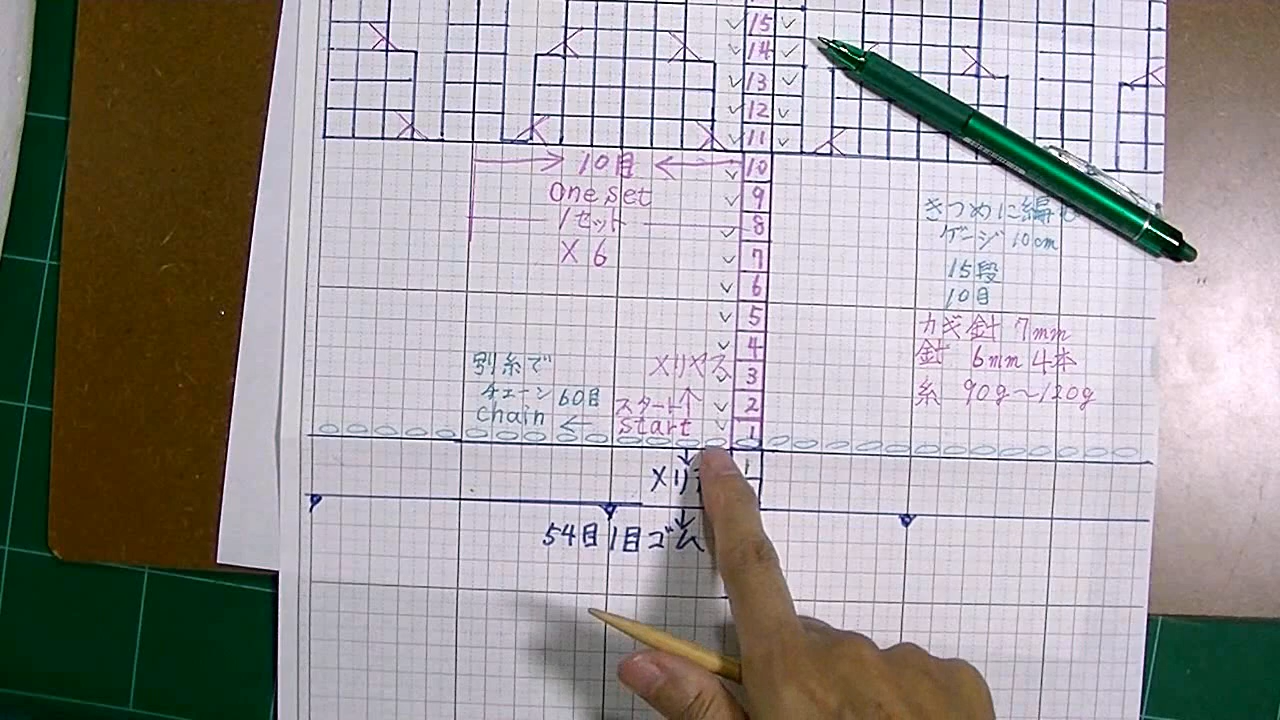 15
14
13
12
11
10目
10
one set
9
1セット
8
× 6
7
6
5
4
3
2
1
きつめに編む
ゲージ 10cm
15段
10目
カギ針 7mm
針 6mm 4本
糸 90g〜120g
別糸で
チェーン 60目
chain ←
メリヤス
スタート↑
start
メリ
1
54目 1目ゴム